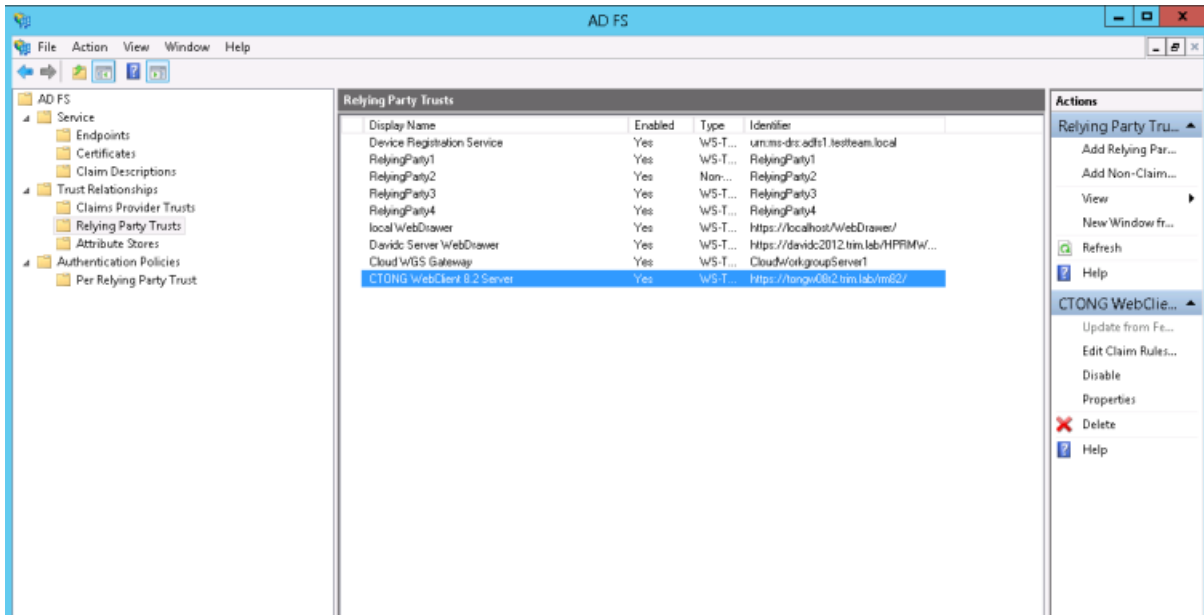 AD FS
File Action View Window Help
AD FS
Service
Endpoints
Certificates
Claim Descriptions
Trust Relationships
Claims Provider Trusts
Relying Party Trusts
Attribute Stores
Authentication Policies
Per Relying Party Trust
Relying Party Trusts
Display Name Enabled Type Identifier
Device Registration Service Yes WS-T... urn:ms-drs:adfs1.testteam.local
RelyingParty1 Yes WS-T... RelyingParty1
RelyingParty2 Yes Non-... RelyingParty2
RelyingParty3 Yes WS-T... RelyingParty3
RelyingParty4 Yes WS-T... RelyingParty4
local WebDrawer Yes WS-T... https://localhost/WebDrawer/
Davidc Server WebDrawer Yes WS-T... https://davidc2012.trim.lab/HPRMW...
Cloud WGS Gateway Yes WS-T... CloudWorkgroupServer1
CTONG WebClient 8.2 Server Yes WS-T... https://tongw08r2.trim.lab/rm82/
Actions
Relying Party Tru...
Add Relying Par...
Add Non-Claim...
View
New Window fr...
Refresh
Help
CTONG WebClie...
Update from Fe...
Edit Claim Rules...
Disable
Properties
Delete
Help